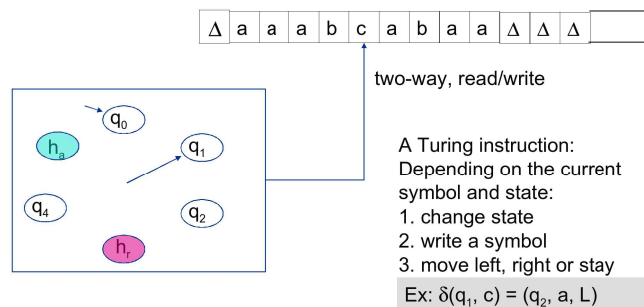 Δ a a a b c a b a a Δ Δ Δ
two-way, read/write
q0
ha
q1
q4
q2
hr
A Turing instruction:
Depending on the current
symbol and state:
1. change state
2. write a symbol
3. move left, right or stay
Ex: δ(q1, c) = (q2, a, L)